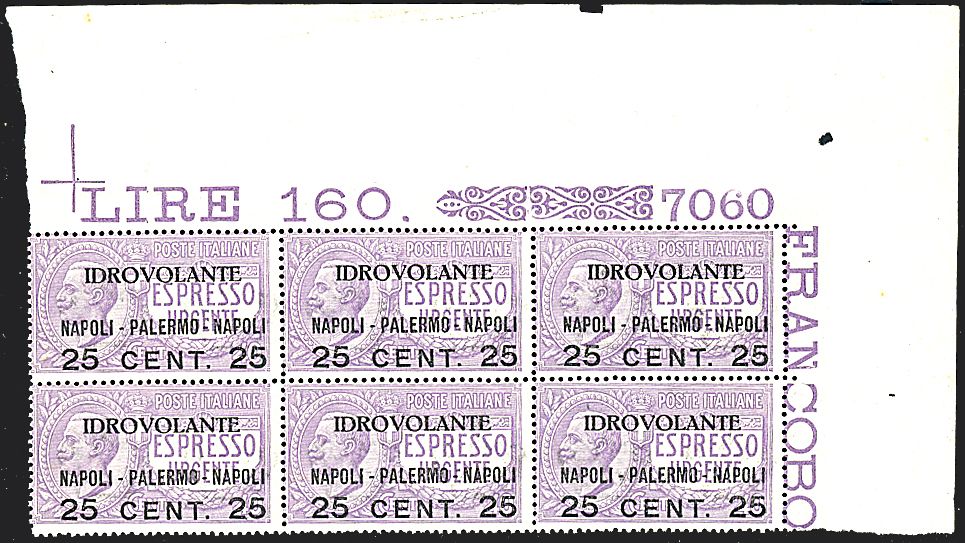 LIRE 160. 7060
FRANCOBO
POSTE ITALIANE POSTE ITALIANE POSTE ITALIANE
IDROVOLANTE IDROVOLANTE IDROVOLANTE
ESPRESSO ESPRESSO ESPRESSO
URGENTE URGENTE URGENTE
NAPOLI - PALERMO - NAPOLI NAPOLI - PALERMO - NAPOLI NAPOLI - PALERMO - NAPOLI
25 CENT. 25 25 CENT. 25 25 CENT. 25
POSTE ITALIANE POSTE ITALIANE POSTE ITALIANE
IDROVOLANTE IDROVOLANTE IDROVOLANTE
ESPRESSO ESPRESSO ESPRESSO
URGENTE URGENTE URGENTE
NAPOLI - PALERMO - NAPOLI NAPOLI - PALERMO - NAPOLI NAPOLI - PALERMO - NAPOLI
25 CENT. 25 25 CENT. 25 25 CENT. 25